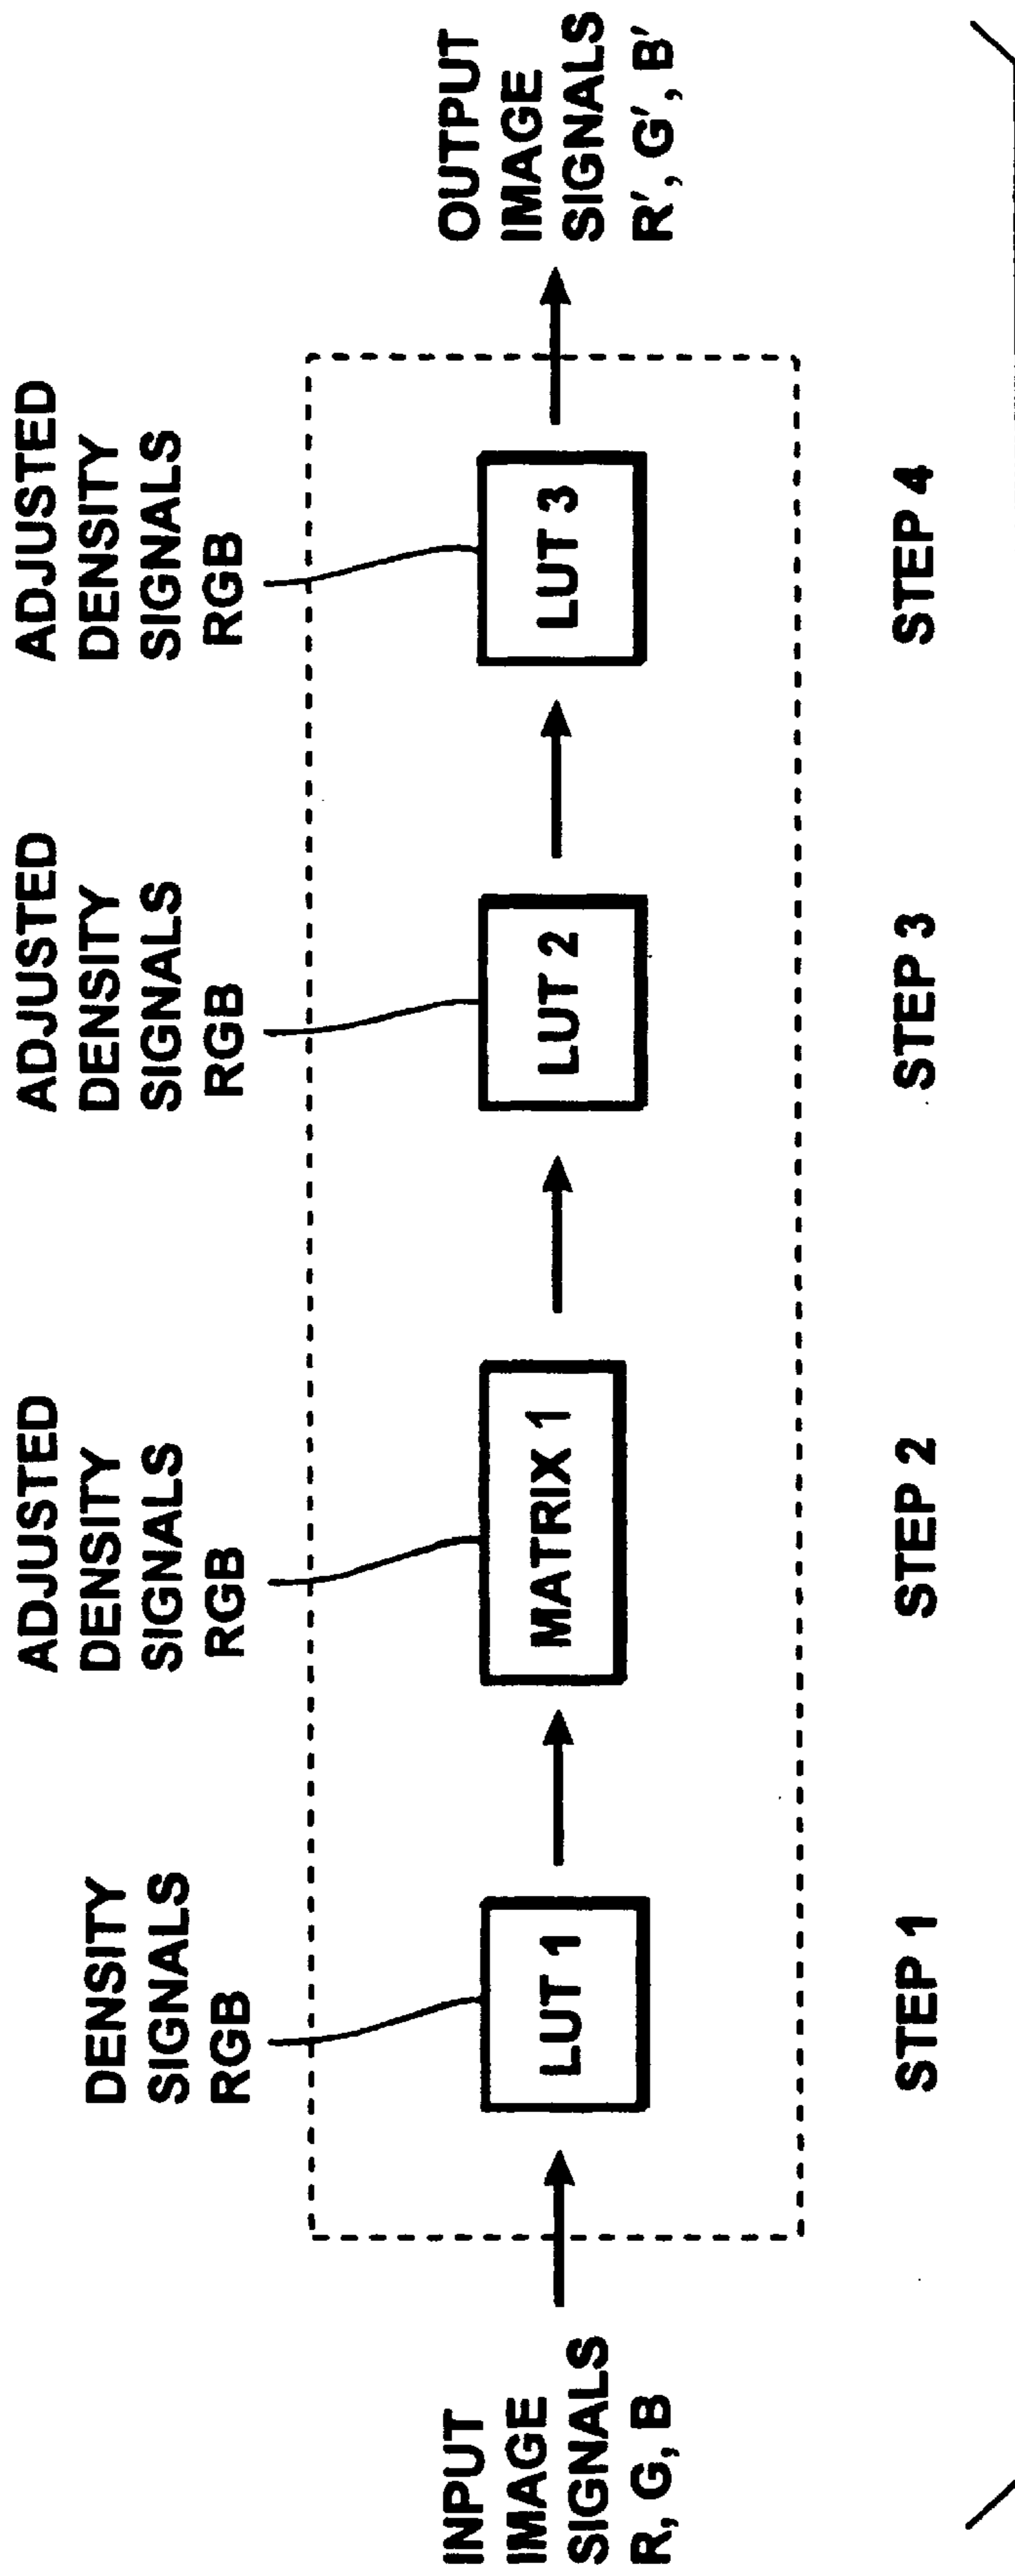 DENSITY
SIGNALS
RGB
ADJUSTED
DENSITY
SIGNALS
RGB
ADJUSTED
DENSITY
SIGNALS
RGB
ADJUSTED
DENSITY
SIGNALS
RGB
INPUT
IMAGE
SIGNALS
R, G, B
LUT 1
MATRIX 1
LUT 2
LUT 3
OUTPUT
IMAGE
SIGNALS
R', G', B'
STEP 1
STEP 2
STEP 3
STEP 4